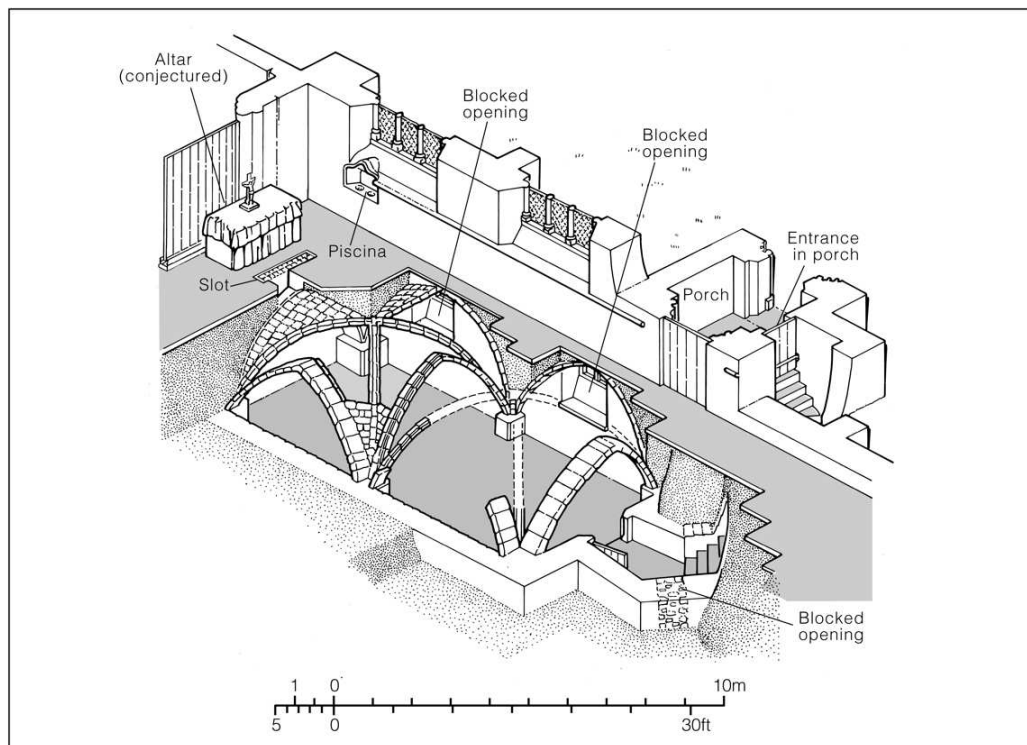 Altar
(conjectured)
Blocked
opening
Blocked
opening
Entrance
in porch
Piscina
Porch
Slot
Blocked
opening
1 0 10m
5 0 30ft